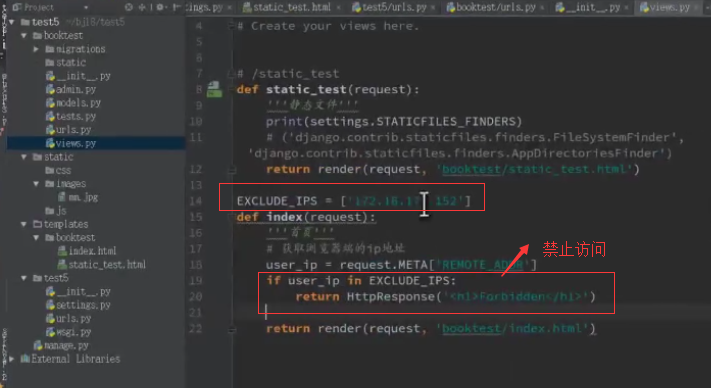 Project
test5 ~/bj18/test5
booktest
migrations
static
__init__.py
admin.py
models.py
tests.py
urls.py
views.py
static
css
images
mm.jpg
js
templates
booktest
index.html
static_test.html
test5
__init__.py
settings.py
urls.py
wsgi.py
manage.py
External Libraries
tings.py static_test.html test5/urls.py booktest/urls.py __init__.py views.py
4 # Create your views here.
5
6
7 # /static_test
8 def static_test(request):
9 '''静态文件'''
10 print(settings.STATICFILES_FINDERS)
11 # ('django.contrib.staticfiles.finders.FileSystemFinder',
'django.contrib.staticfiles.finders.AppDirectoriesFinder')
12 return render(request, 'booktest/static_test.html')
13
14 EXCLUDE_IPS = ['172.16.1 152']
15 def index(request):
16 '''首页'''
17 # 获取浏览器端的ip地址
18 user_ip = request.META['REMOTE_ADDR']
19 if user_ip in EXCLUDE_IPS:
20 return HttpResponse('<h1>Forbidden</h1>')
21
22 return render(request, 'booktest/index.html')
禁止访问